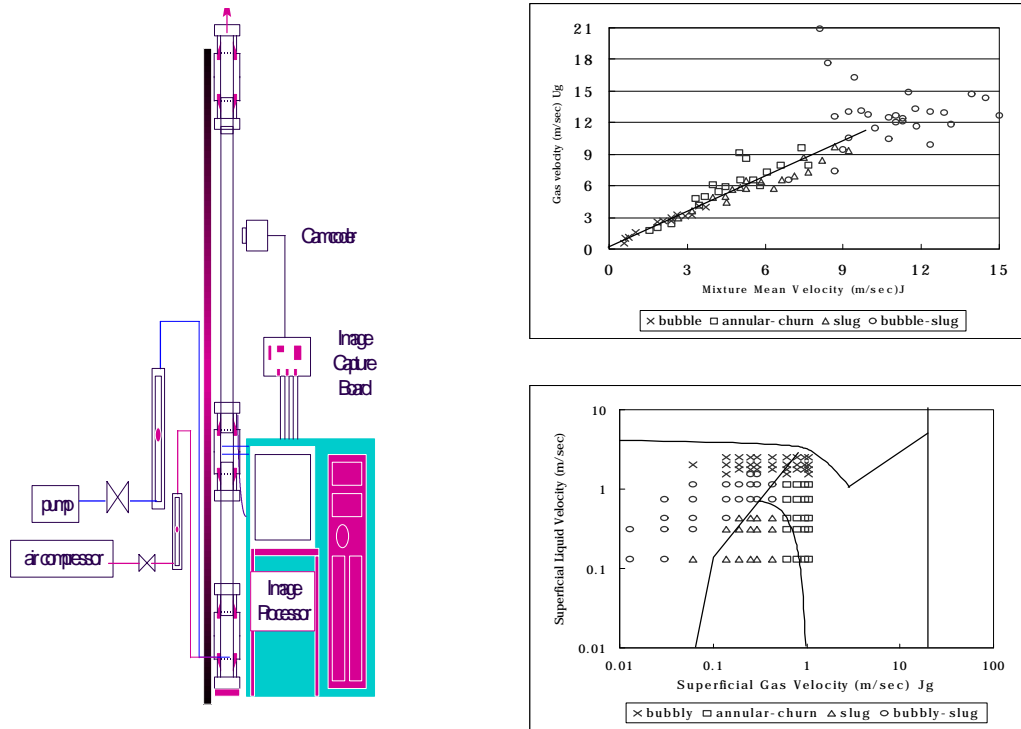 Camcoder
Image
Capture
Board
pump
air compressor
Image
Processor
Gas velocity (m/sec) Ug
21
18
15
12
9
6
3
0
0 3 6 9 12 15
Mixture Mean Velocity (m/sec)J
× bubble □ annular-churn △ slug ○ bubble-slug
Superficial Liquid Velocity (m/sec)
10
1
0.1
0.01
0.01 0.1 1 10 100
Superficial Gas Velocity (m/sec) Jg
× bubbly □ annular-churn △ slug ○ bubbly-slug